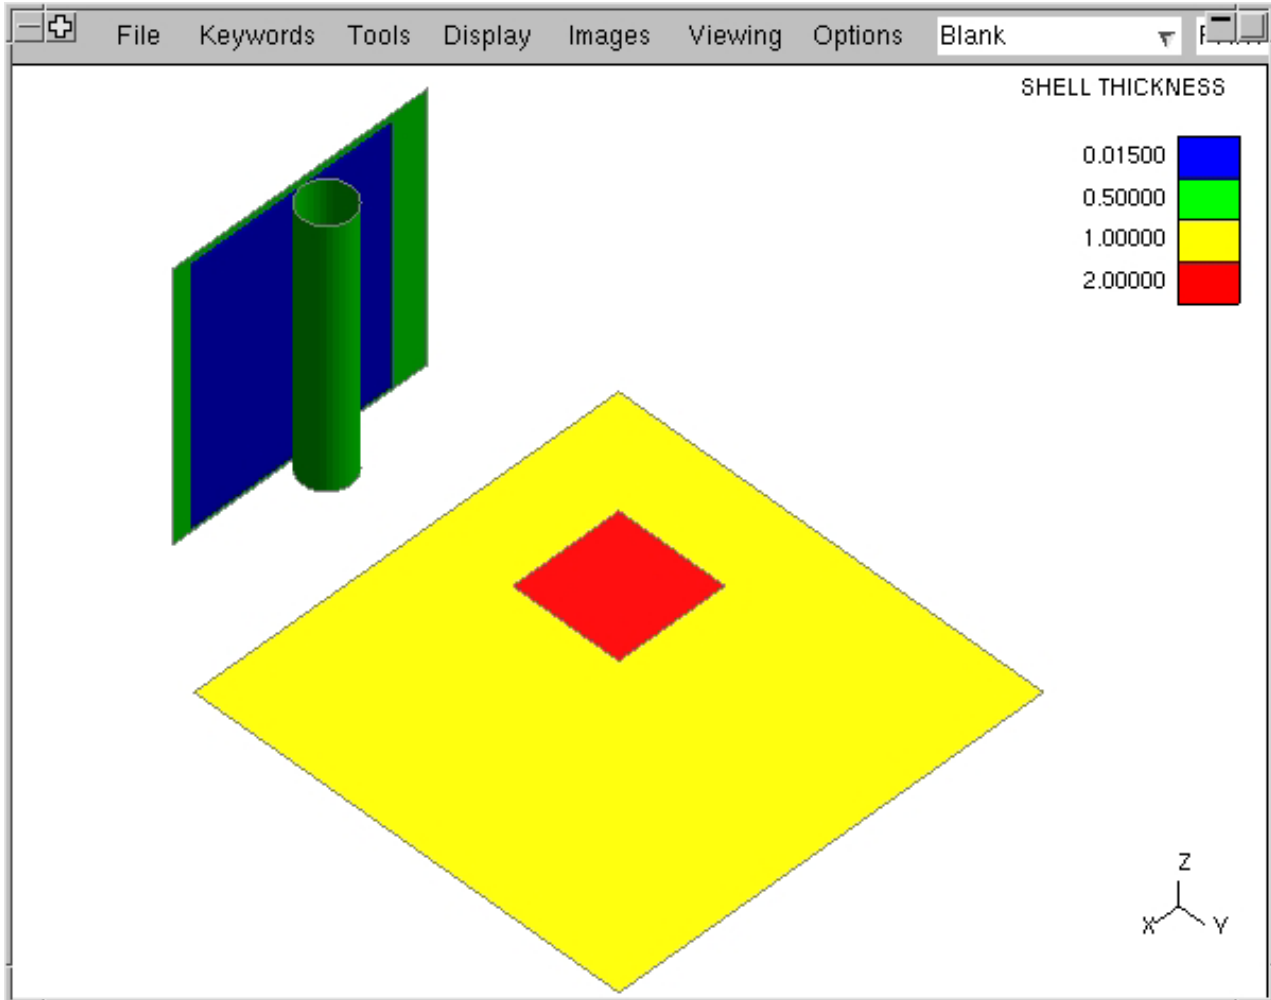 File Keywords Tools Display Images Viewing Options Blank
SHELL THICKNESS
0.01500
0.50000
1.00000
2.00000
Z
X Y